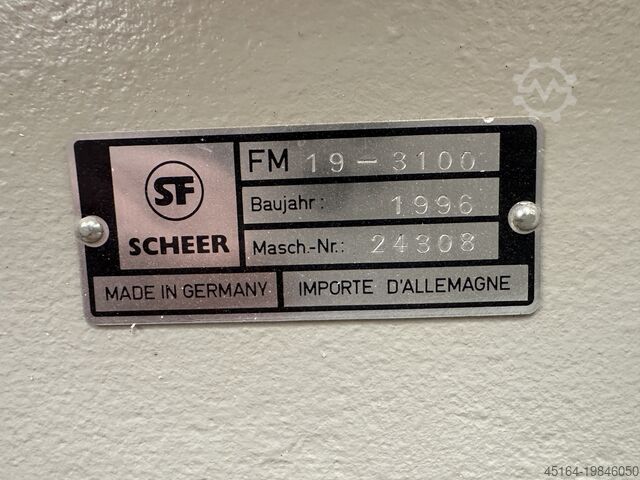 SF
SCHEER
FM 19-3100
Baujahr: 1996
Masch.-Nr.: 24308
MADE IN GERMANY
IMPORTE D'ALLEMAGNE
45164-19846050